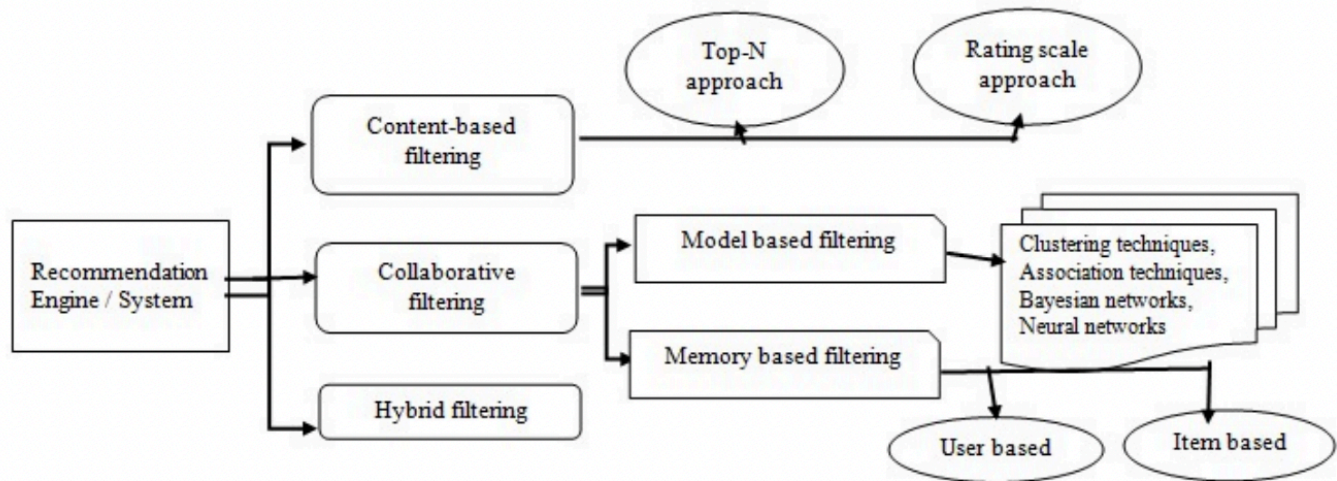 Top-N
approach
Rating scale
approach
Content-based
filtering
Recommendation
Engine / System
Collaborative
filtering
Model based filtering
Clustering techniques,
Association techniques,
Bayesian networks,
Neural networks
Memory based filtering
Hybrid filtering
User based
Item based